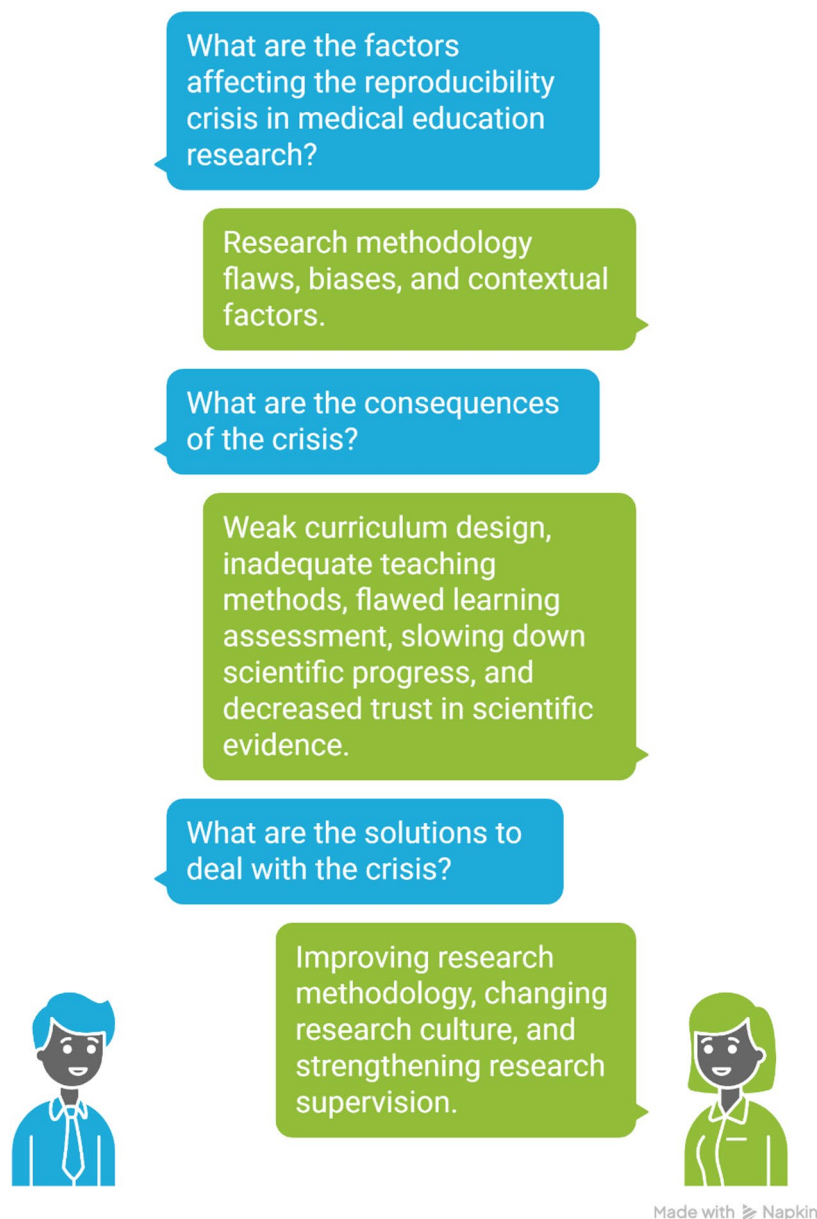 What are the factors
affecting the reproducibility
crisis in medical education
research?
Research methodology
flaws, biases, and contextual
factors.
What are the consequences
of the crisis?
Weak curriculum design,
inadequate teaching
methods, flawed learning
assessment, slowing down
scientific progress, and
decreased trust in scientific
evidence.
What are the solutions to
deal with the crisis?
Improving research
methodology, changing
research culture, and
strengthening research
supervision.
Made with Napkin